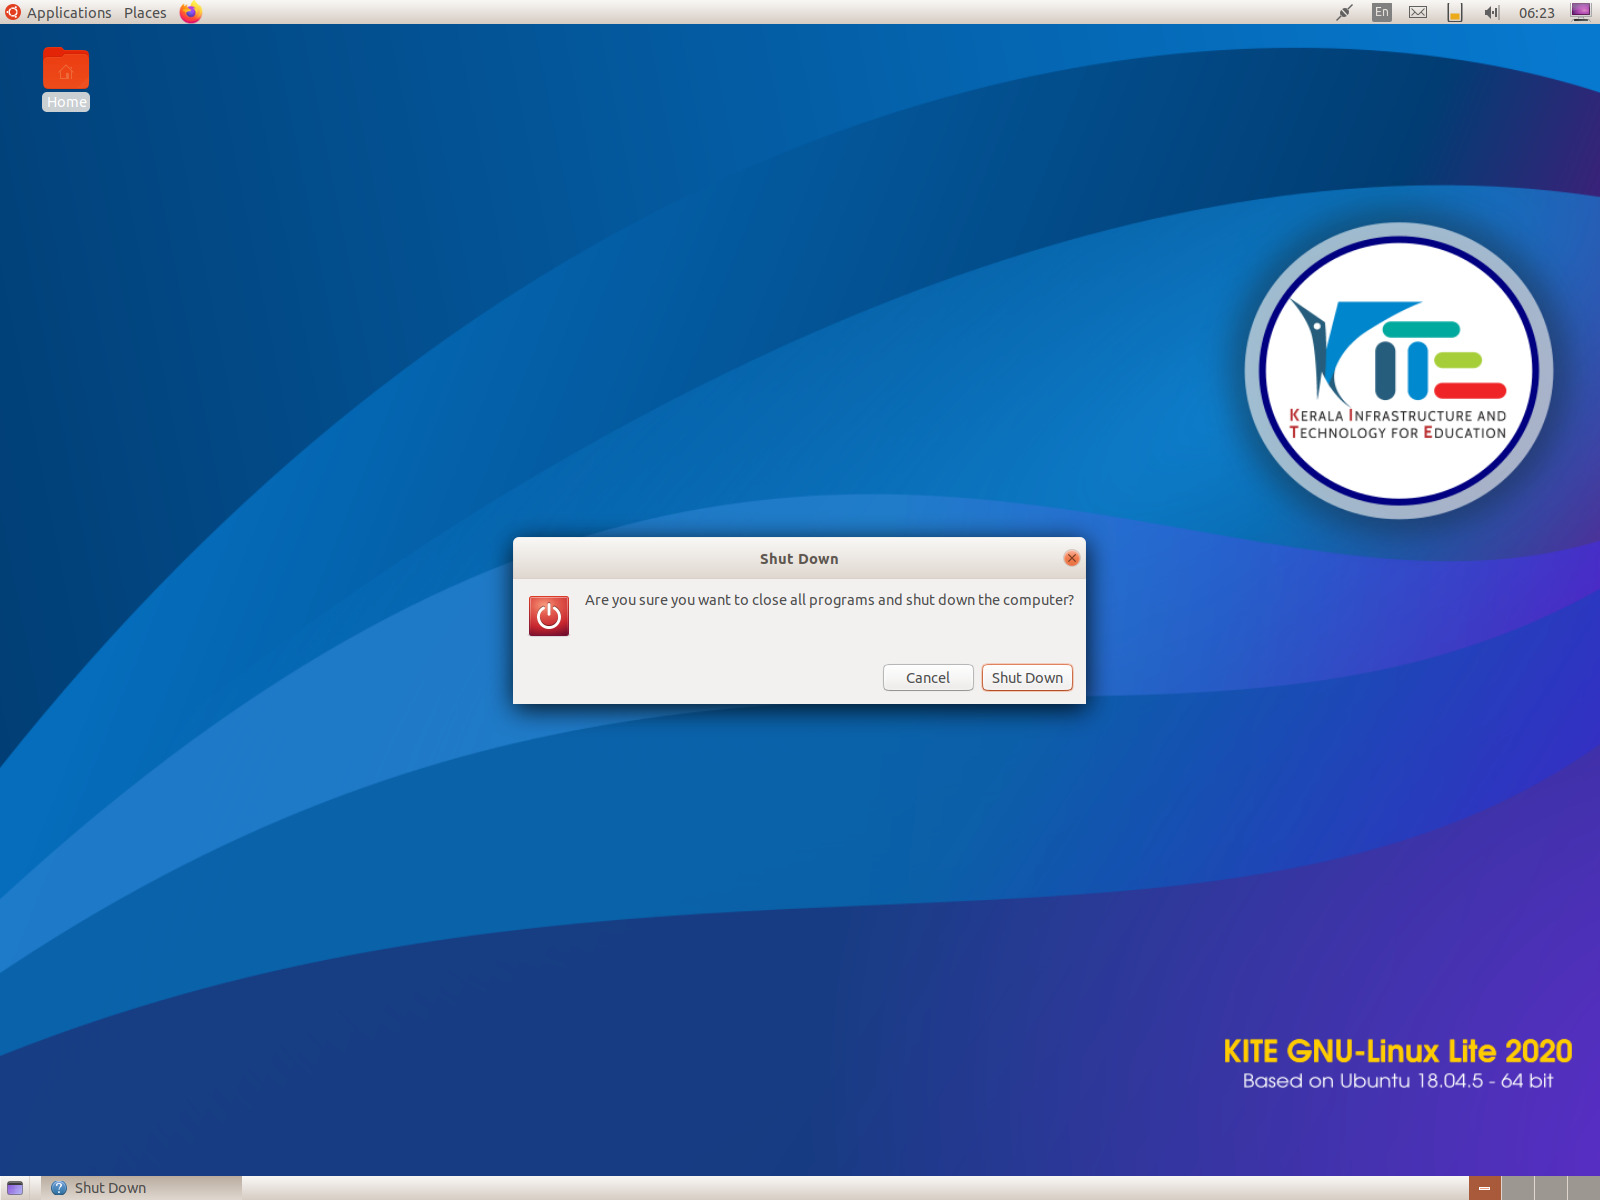 Applications Places En 06:23
Home
KITE
KERALA INFRASTRUCTURE AND
TECHNOLOGY FOR EDUCATION
Shut Down
Are you sure you want to close all programs and shut down the computer?
Cancel Shut Down
KITE GNU-Linux Lite 2020
Based on Ubuntu 18.04.5 - 64 bit
Shut Down